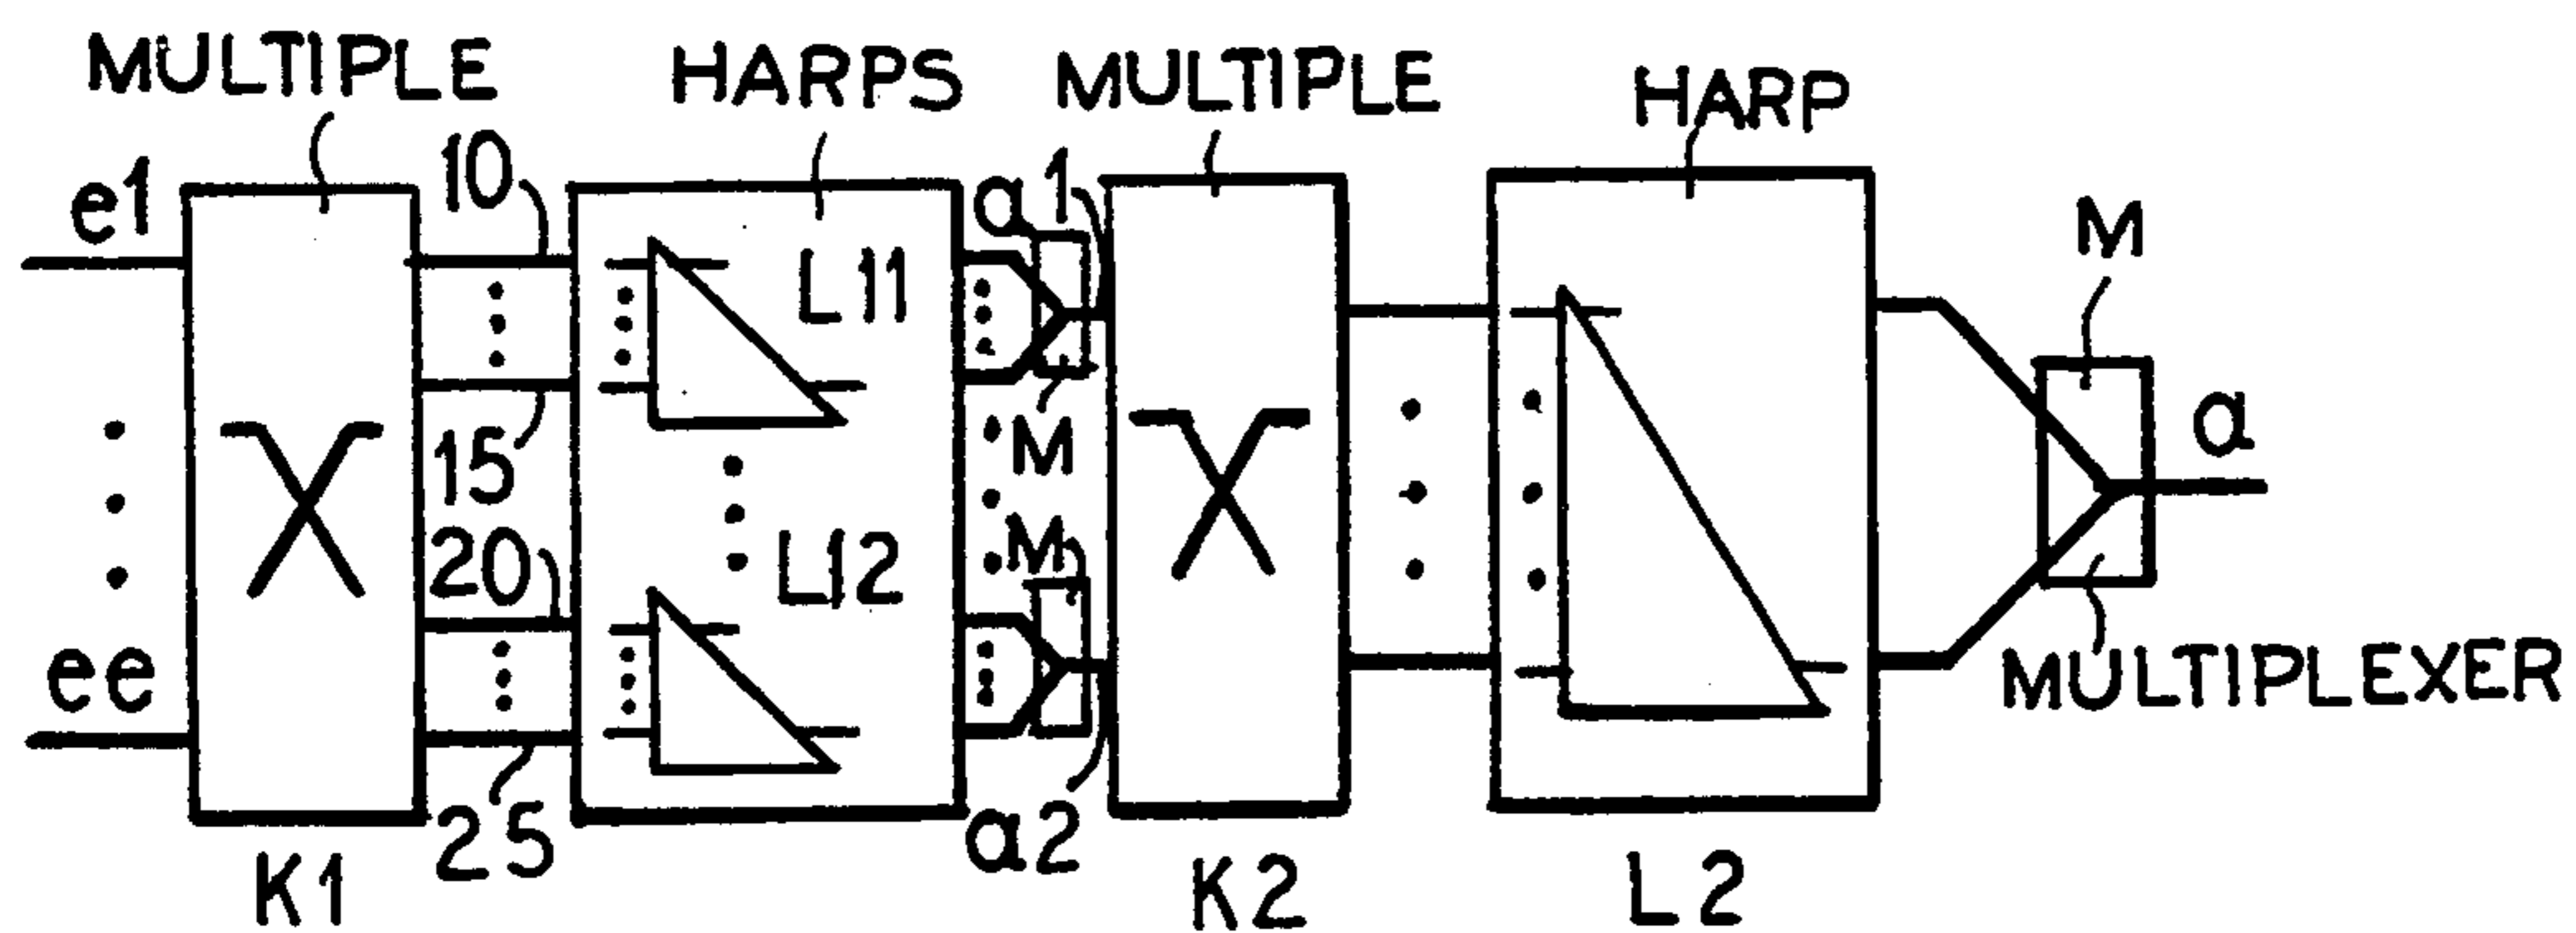 MULTIPLE
HARPS
MULTIPLE
HARP
e1
10
a1
M
L11
15
M
a
20
L12
M
ee
MULTIPLEXER
25
a2
K1
K2
L2